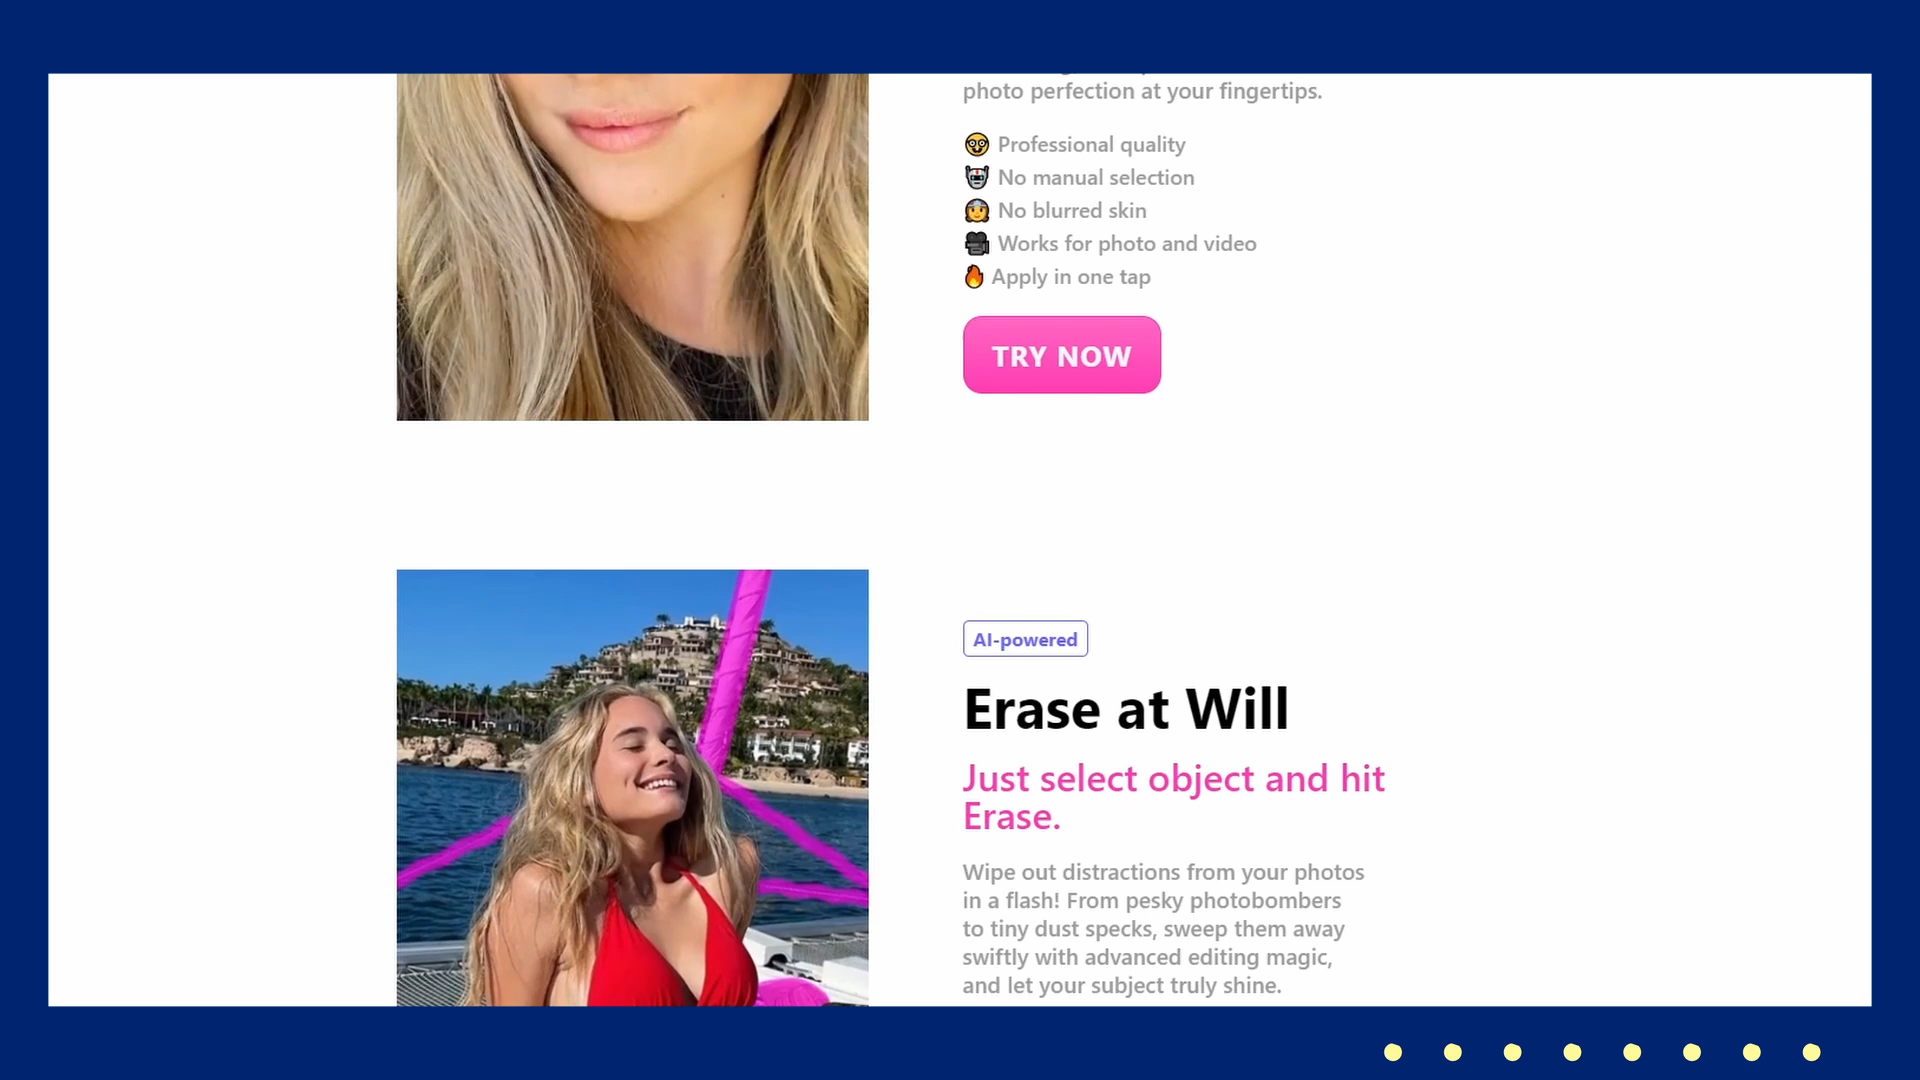 photo perfection at your fingertips.
Professional quality
No manual selection
No blurred skin
Works for photo and video
Apply in one tap
TRY NOW
AI-powered
Erase at Will
Just select object and hit
Erase.
Wipe out distractions from your photos
in a flash! From pesky photobombers
to tiny dust specks, sweep them away
swiftly with advanced editing magic,
and let your subject truly shine.